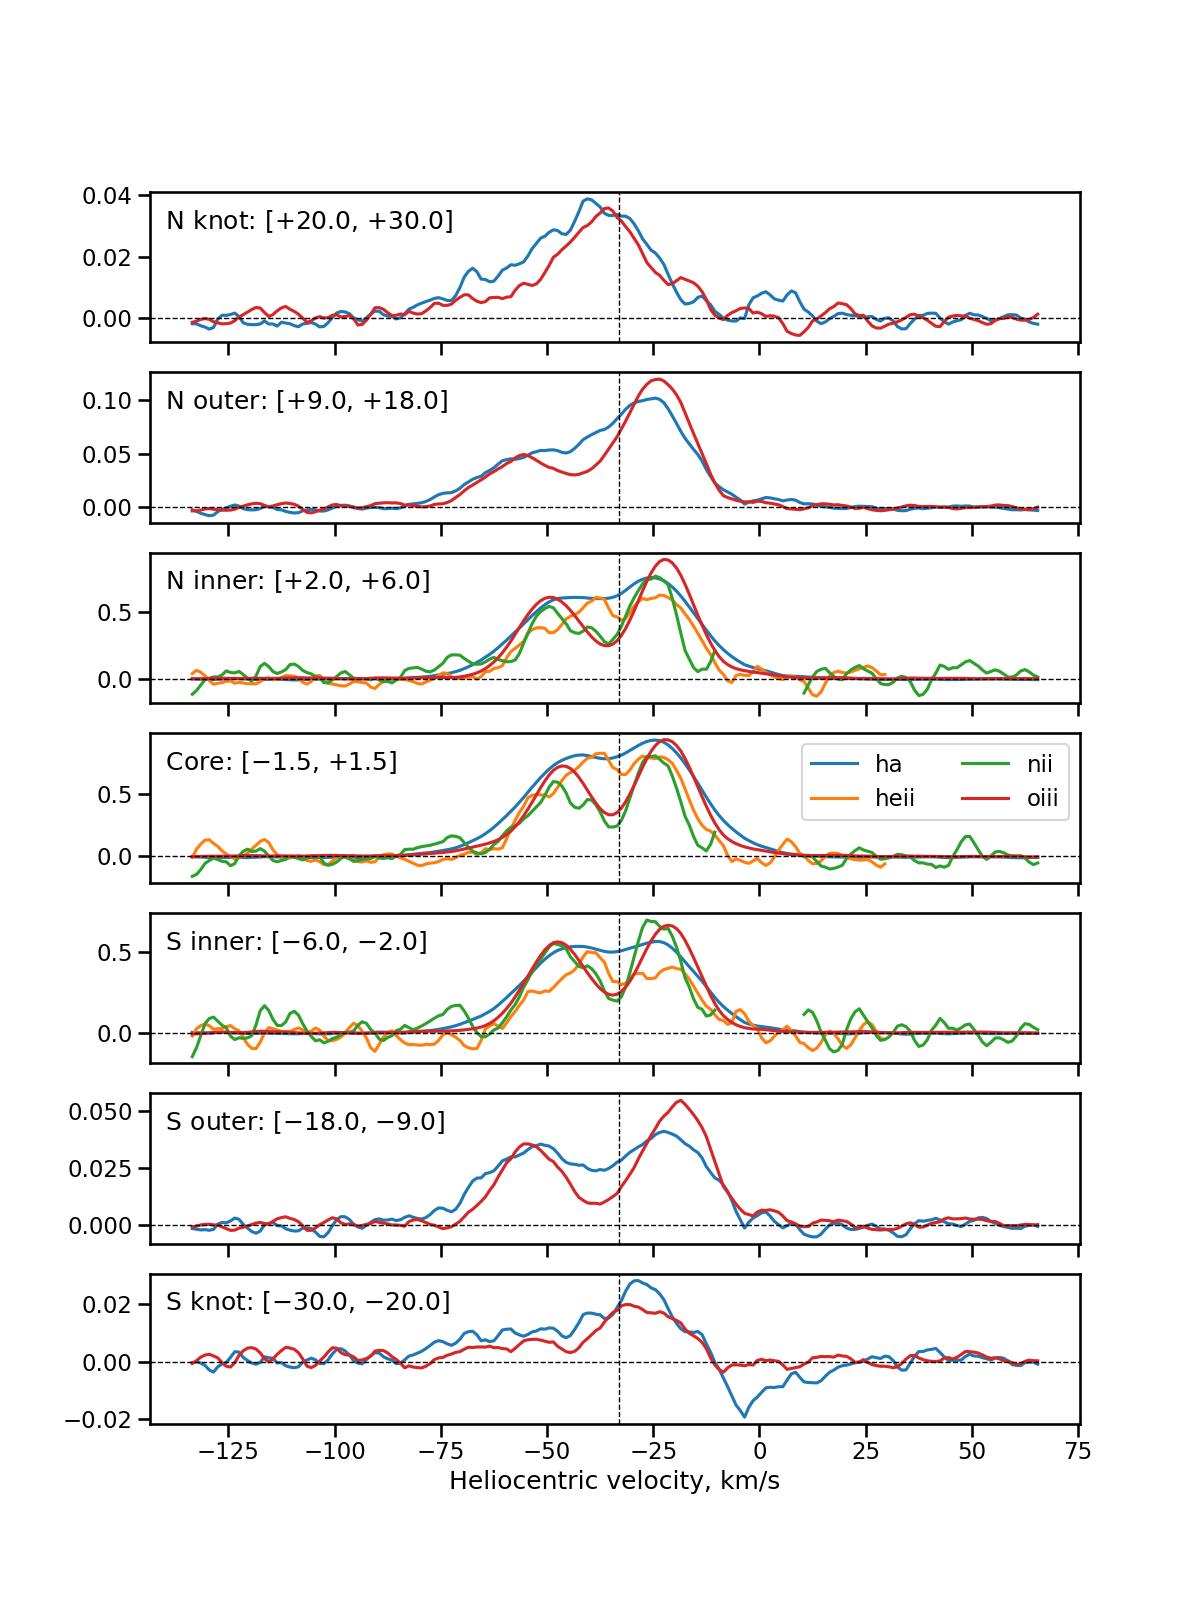 0.04
0.02
0.00
N knot: [+20.0, +30.0]
0.10
0.05
0.00
N outer: [+9.0, +18.0]
0.5
0.0
N inner: [+2.0, +6.0]
0.5
0.0
Core: [−1.5, +1.5]
ha nii
heii oiii
0.5
0.0
S inner: [−6.0, −2.0]
0.050
0.025
0.000
S outer: [−18.0, −9.0]
0.02
0.00
−0.02
S knot: [−30.0, −20.0]
−125 −100 −75 −50 −25 0 25 50 75
Heliocentric velocity, km/s